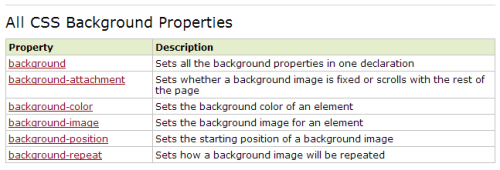 All CSS Background Properties
Property Description
background Sets all the background properties in one declaration
background-attachment Sets whether a background image is fixed or scrolls with the rest of
the page
background-color Sets the background color of an element
background-image Sets the background image for an element
background-position Sets the starting position of a background image
background-repeat Sets how a background image will be repeated